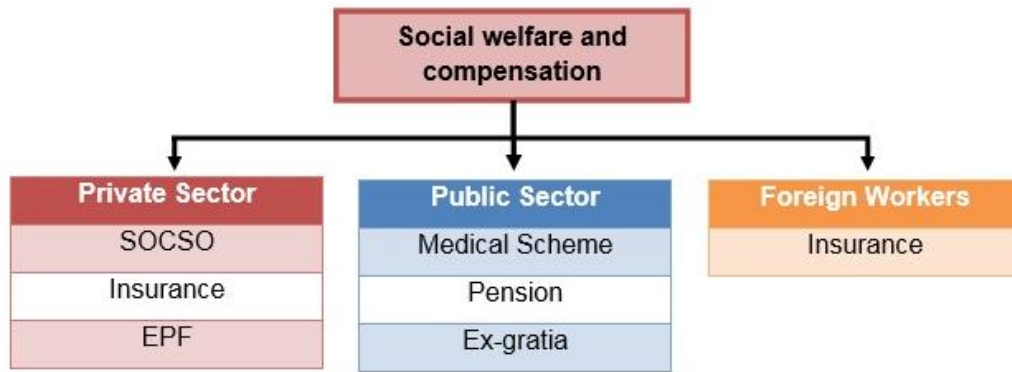 Social welfare and
compensation
Private Sector
SOCSO
Insurance
EPF
Public Sector
Medical Scheme
Pension
Ex-gratia
Foreign Workers
Insurance